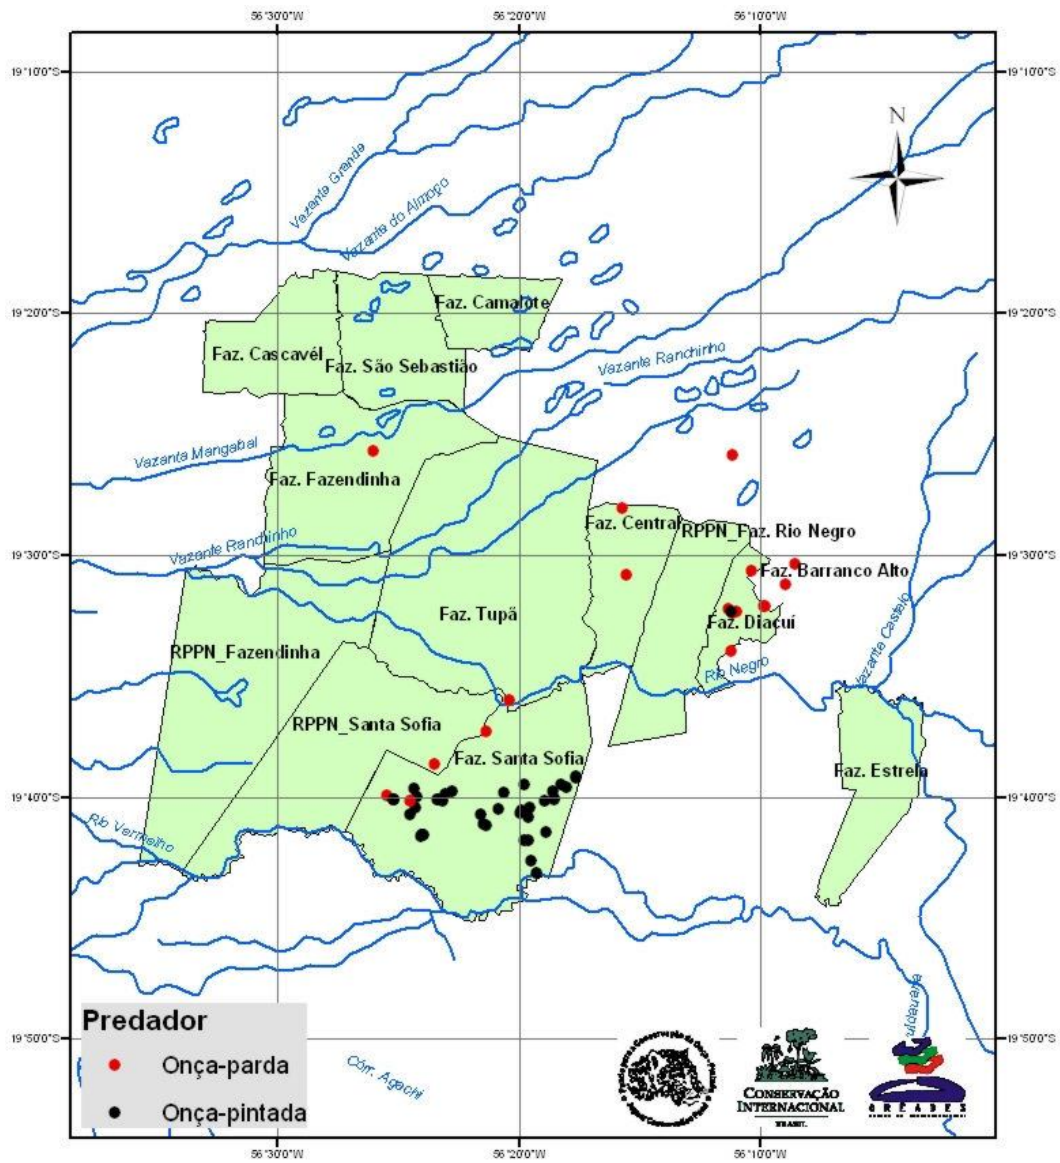 56°30'0"W
56°20'0"W
56°10'0"W
19°10'0"S
19°10'0"S
N
Vazante Grande
Vazante do Almoço
Faz. Camalote
19°20'0"S
19°20'0"S
Faz. Cascavél
Faz. São Sebastião
Vazante Ranchinho
Vazanta Mangabal
Faz. Fazendinha
Faz. Central
RPPN_Faz. Rio Negro
Vazante Ranchinho
19°30'0"S
19°30'0"S
Faz. Barranco Alto
Faz. Tupã
Faz. Diacuí
Vazante Castelo
RPPN_Fazendinha
Rio Negro
RPPN_Santa Sofia
Faz. Santa Sofia
Faz. Estrela
19°40'0"S
19°40'0"S
Rio Vermelho
Predador
Onça-parda
Onça-pintada
19°50'0"S
19°50'0"S
Córr. Agachi
CONSERVAÇÃO
INTERNACIONAL
BRASIL
ORÉADES
56°30'0"W
56°20'0"W
56°10'0"W